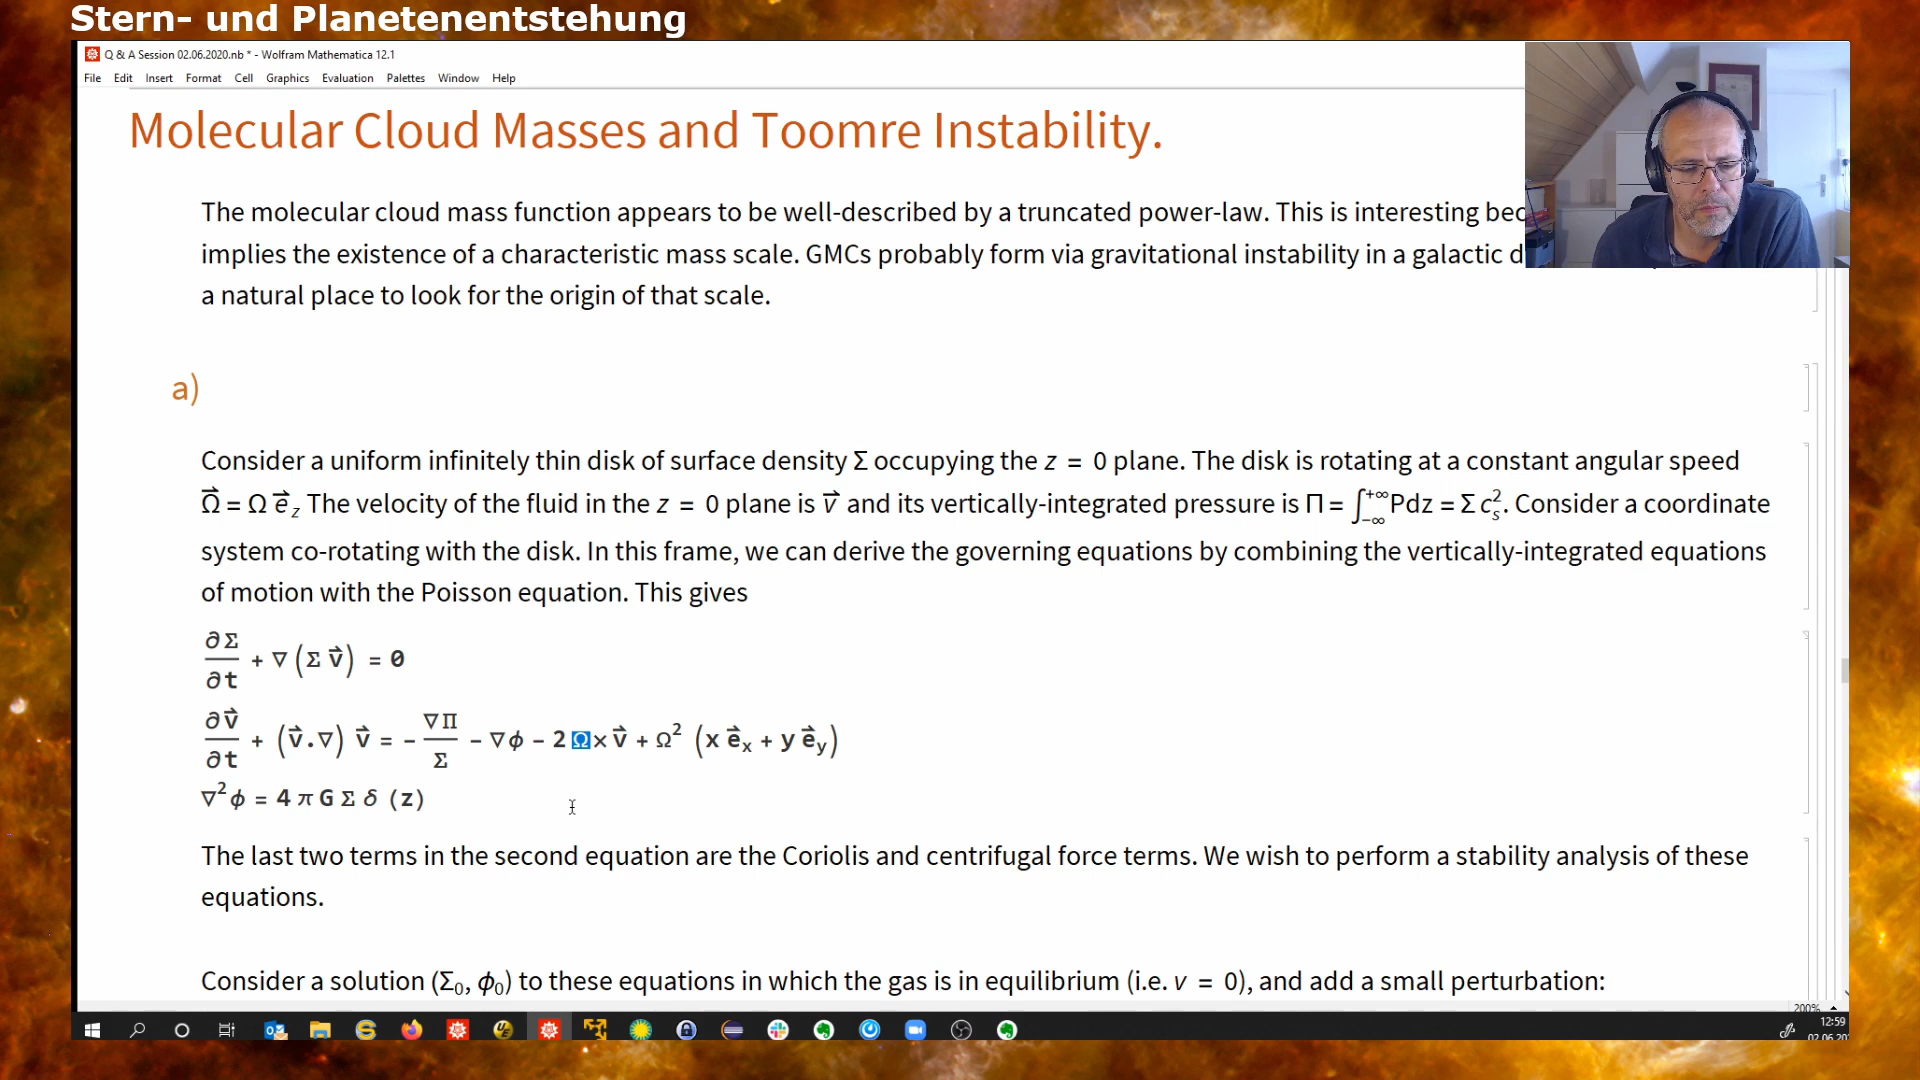 Stern- und Planetenentstehung
Q & A Session 02.06.2020.nb * - Wolfram Mathematica 12.1
File Edit Insert Format Cell Graphics Evaluation Palettes Window Help
Molecular Cloud Masses and Toomre Instability.
The molecular cloud mass function appears to be well-described by a truncated power-law. This is interesting bec
implies the existence of a characteristic mass scale. GMCs probably form via gravitational instability in a galactic d
a natural place to look for the origin of that scale.
a)
Consider a uniform infinitely thin disk of surface density Σ occupying the z = 0 plane. The disk is rotating at a constant angular speed
Ω⃗ = Ω e⃗_z The velocity of the fluid in the z = 0 plane is v⃗ and its vertically-integrated pressure is Π = ∫_{-∞}^{+∞} Pdz = Σ c_s^2. Consider a coordinate
system co-rotating with the disk. In this frame, we can derive the governing equations by combining the vertically-integrated equations
of motion with the Poisson equation. This gives
∂Σ/∂t + ∇ (Σ v⃗) = 0
∂v⃗/∂t + (v⃗.∇) v⃗ = - ∇Π/Σ - ∇ϕ - 2 Ω × v⃗ + Ω² (x e⃗_x + y e⃗_y)
∇²ϕ = 4 π G Σ δ (z)
The last two terms in the second equation are the Coriolis and centrifugal force terms. We wish to perform a stability analysis of these
equations.
Consider a solution (Σ₀, ϕ₀) to these equations in which the gas is in equilibrium (i.e. v = 0), and add a small perturbation:
200%
12:59
02.06.20